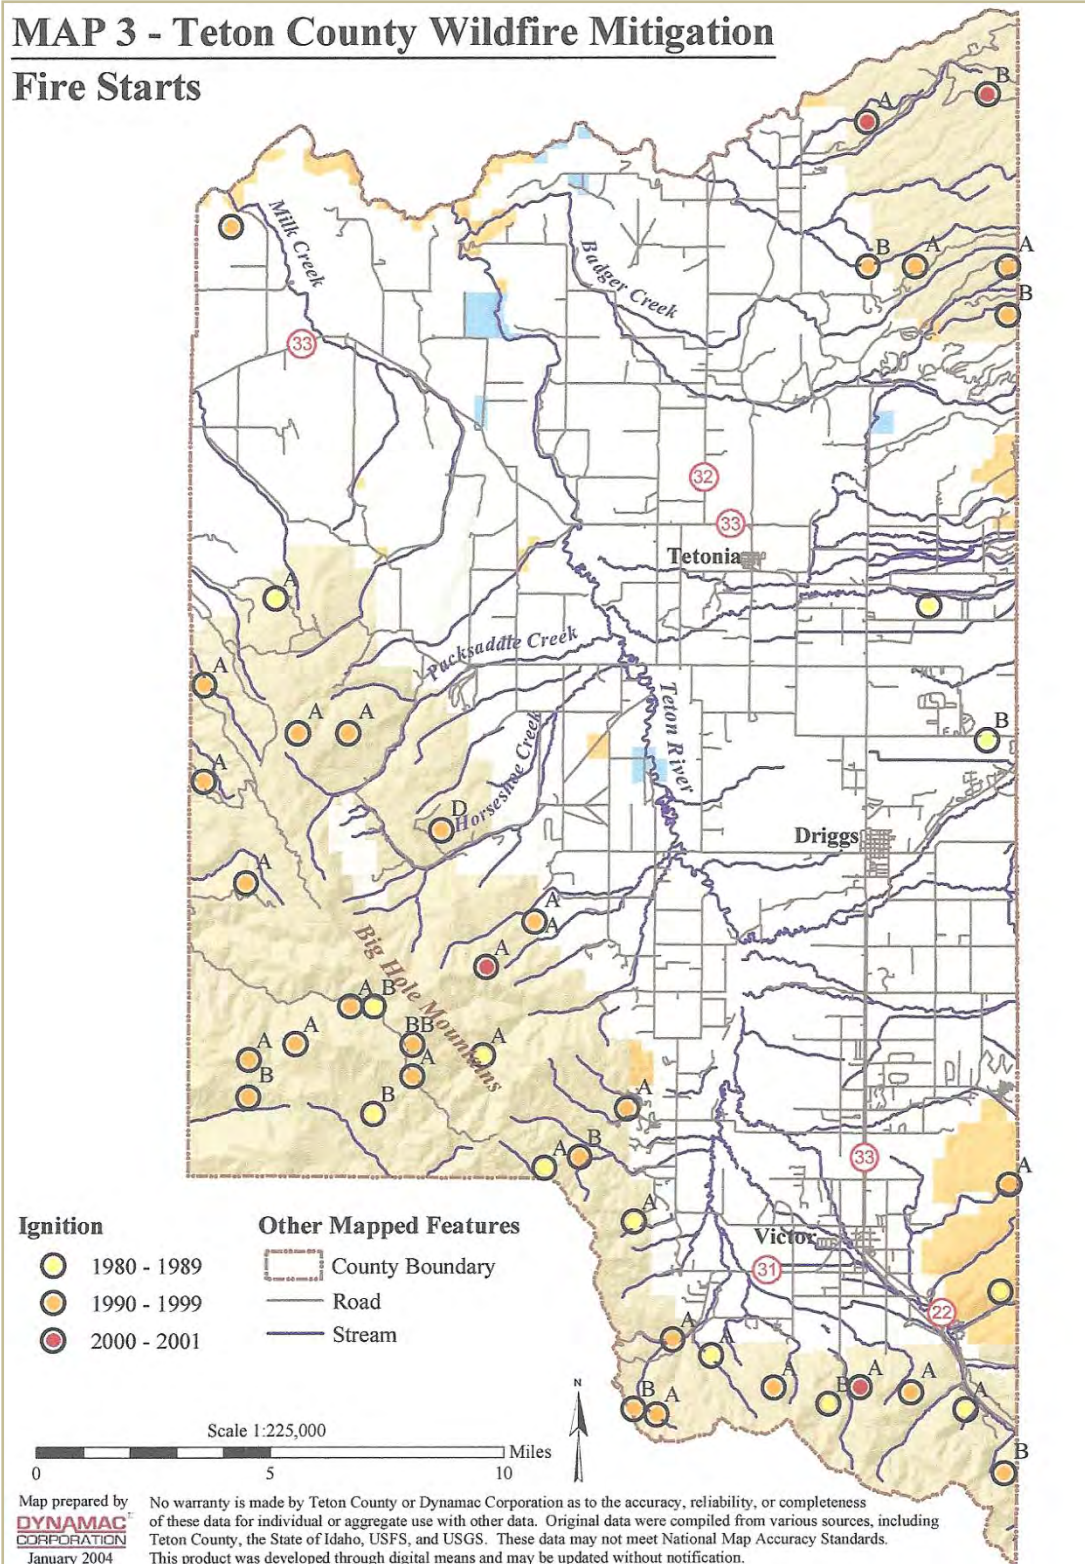 MAP 3 - Teton County Wildfire Mitigation
Fire Starts
B
A
Milk Creek
B
A
A
Badger Creek
B
33
32
33
Tetonia
A
Packsaddle Creek
A
Teton River
A
A
B
Horseshoe Creek
A
D
Driggs
A
A
A
A
Big Hole Mountains
A
B
A
BB
A
A
A
B
B
A
A
B
33
A
A
Victor
31
22
A
A
A
B
A
A
A
B
A
B
Ignition
1980 - 1989
1990 - 1999
2000 - 2001
Other Mapped Features
County Boundary
Road
Stream
N
Scale 1:225,000
Miles
0
5
10
Map prepared by
DYNAMAC
CORPORATION
January 2004
No warranty is made by Teton County or Dynamac Corporation as to the accuracy, reliability, or completeness
of these data for individual or aggregate use with other data. Original data were compiled from various sources, including
Teton County, the State of Idaho, USFS, and USGS. These data may not meet National Map Accuracy Standards.
This product was developed through digital means and may be updated without notification.